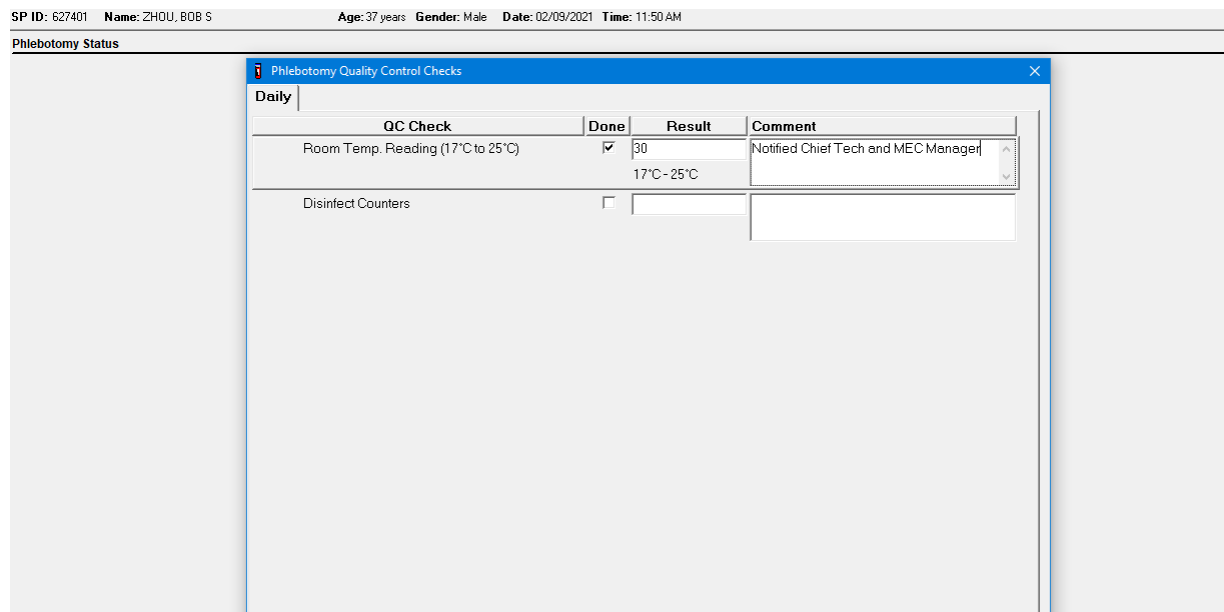 SP ID: 627401 Name: ZHOU, BOB S Age: 37 years Gender: Male Date: 02/09/2021 Time: 11:50 AM
Phlebotomy Status
Phlebotomy Quality Control Checks
Daily
QC Check Done Result Comment
Room Temp. Reading (17°C to 25°C) 30 Notified Chief Tech and MEC Manager
17°C - 25°C
Disinfect Counters